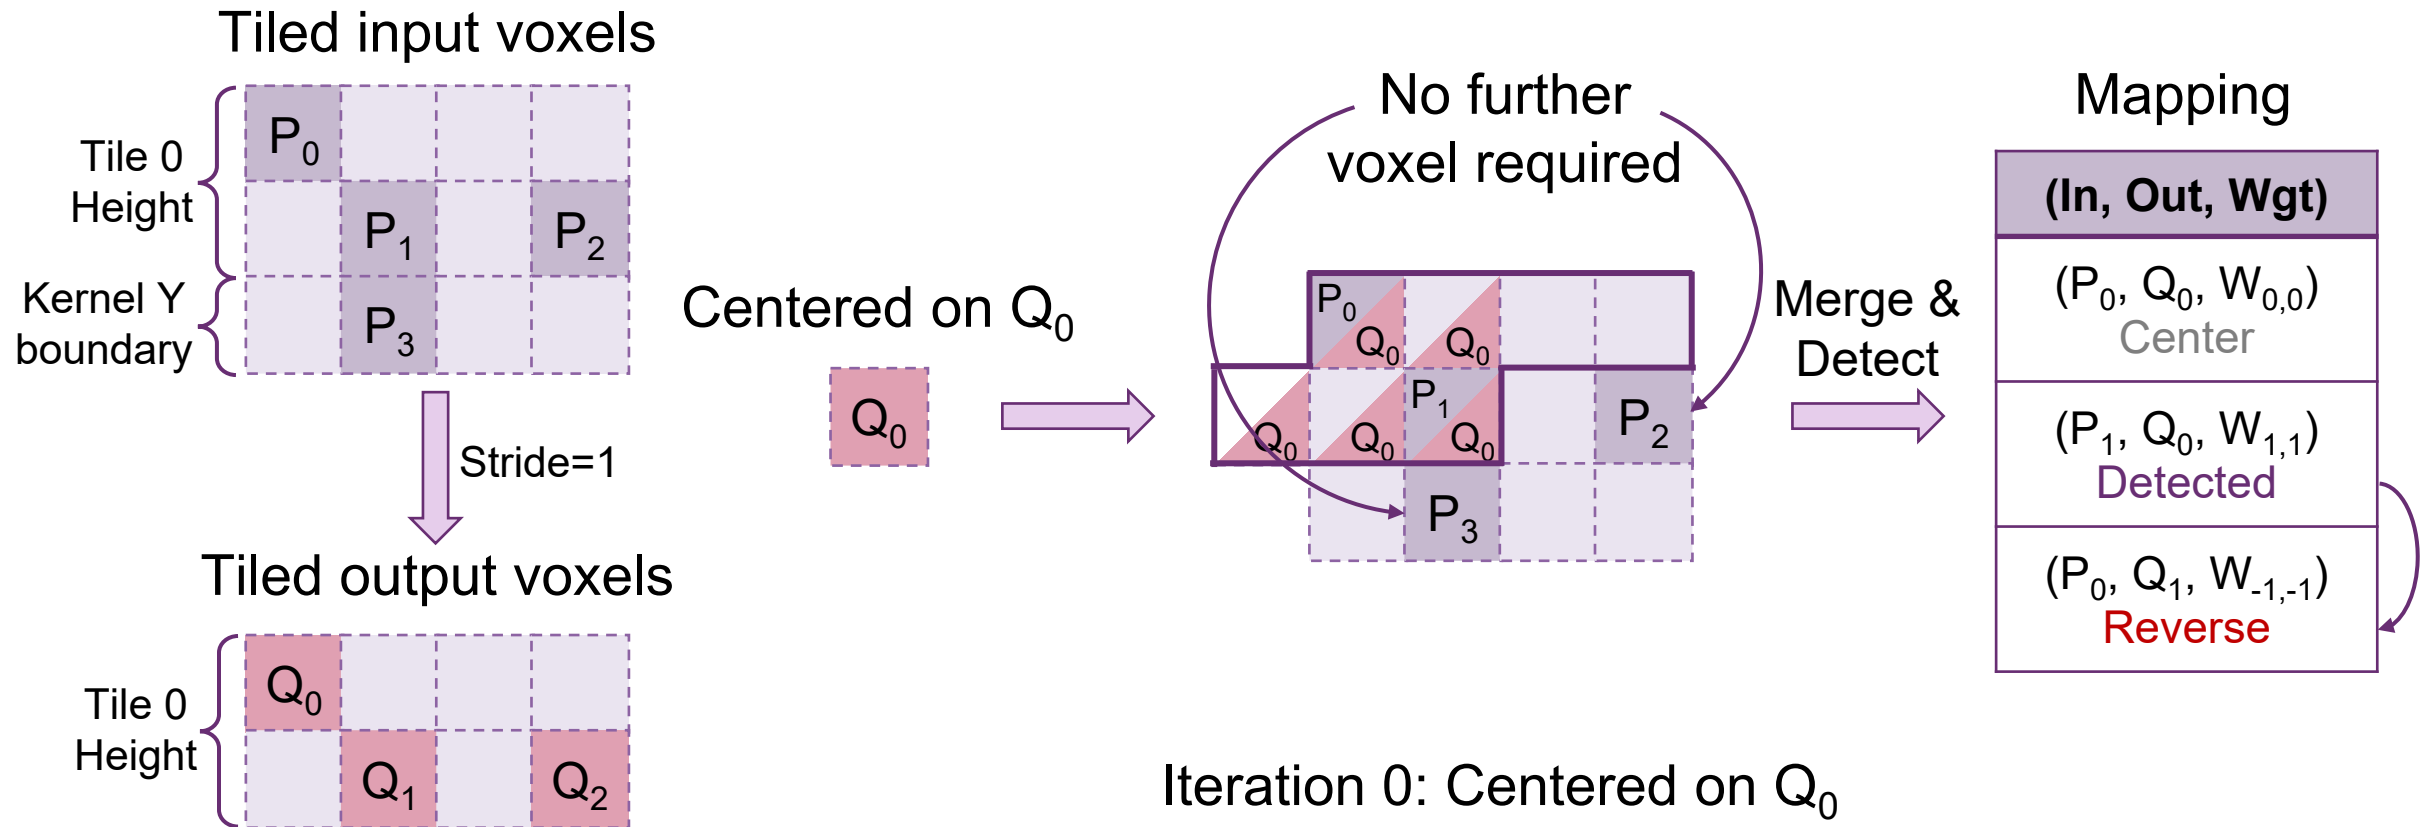 Tiled input voxels
Tile 0
Height
Kernel Y
boundary
P₀
P₁
P₂
P₃
Stride=1
Tiled output voxels
Tile 0
Height
Q₀
Q₁
Q₂
Centered on Q₀
Q₀
No further
voxel required
P₀
Q₀
Q₀
Q₀
Q₀
P₁
Q₀
P₂
P₃
Merge &
Detect
Iteration 0: Centered on Q₀
Mapping
(In, Out, Wgt)
(P₀, Q₀, W₀,₀)
Center
(P₁, Q₀, W₁,₁)
Detected
(P₀, Q₁, W₋₁,₋₁)
Reverse